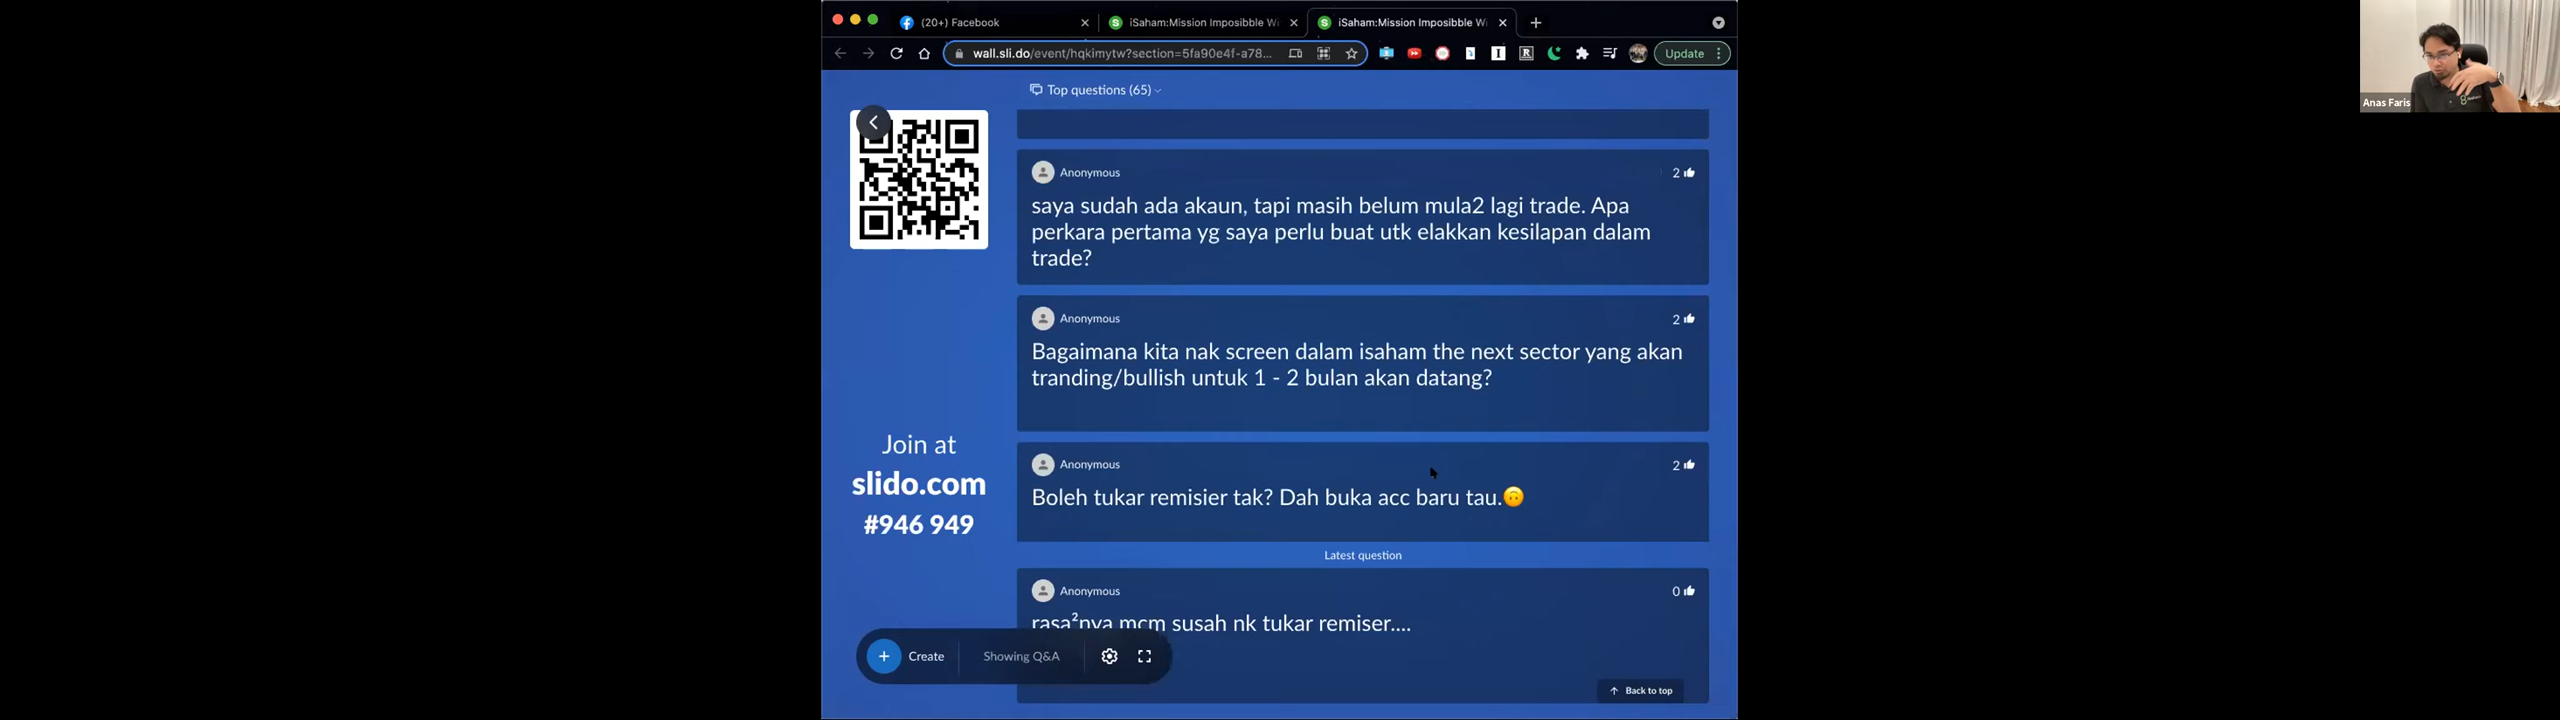 (20+) Facebook
iSaham:Mission Imposibble Wi
iSaham:Mission Imposibble Wi
wall.sli.do/event/hqkimytw?section=5fa90e4f-a78...
Update
Top questions (65)
Anonymous
2
saya sudah ada akaun, tapi masih belum mula2 lagi trade. Apa
perkara pertama yg saya perlu buat utk elakkan kesilapan dalam
trade?
Anonymous
2
Bagaimana kita nak screen dalam isaham the next sector yang akan
tranding/bullish untuk 1 - 2 bulan akan datang?
Anonymous
2
Boleh tukar remisier tak? Dah buka acc baru tau.🙃
Join at
slido.com
#946 949
Latest question
Anonymous
0
rasa²nya mcm susah nk tukar remiser....
Create
Showing Q&A
Back to top
Anas Faris